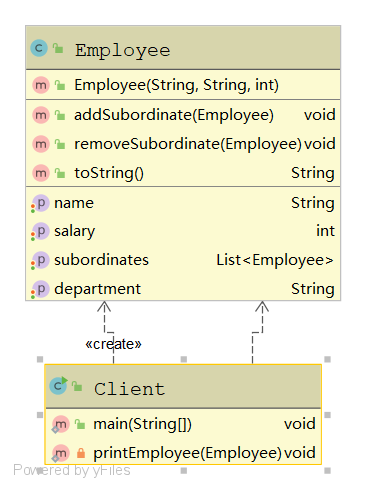 Employee
Employee(String, String, int)
addSubordinate(Employee) void
removeSubordinate(Employee) void
toString() String
name String
salary int
subordinates List<Employee>
department String
«create»
Client
main(String[]) void
printEmployee(Employee) void
Powered by yFiles